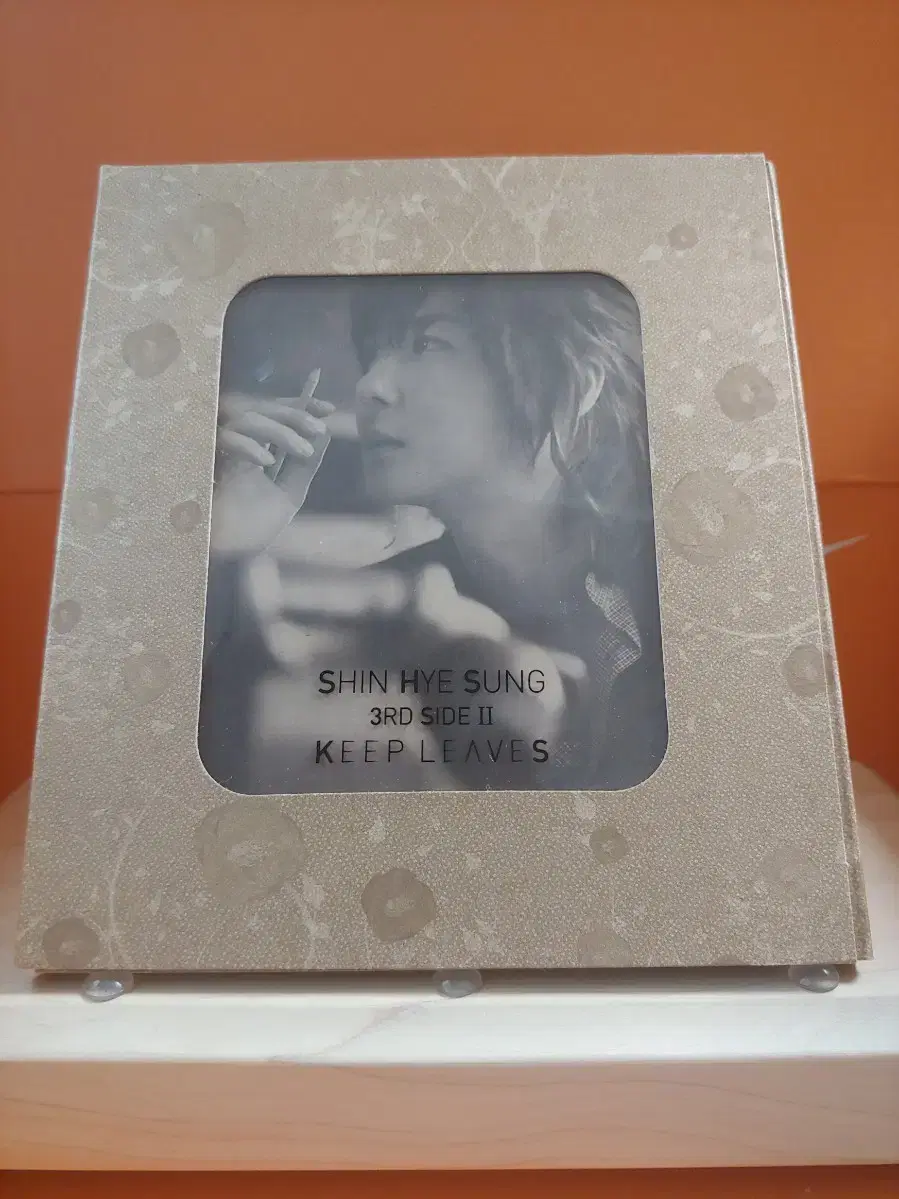 SHIN HYE SUNG
3RD SIDE II
KEEP LEAVES